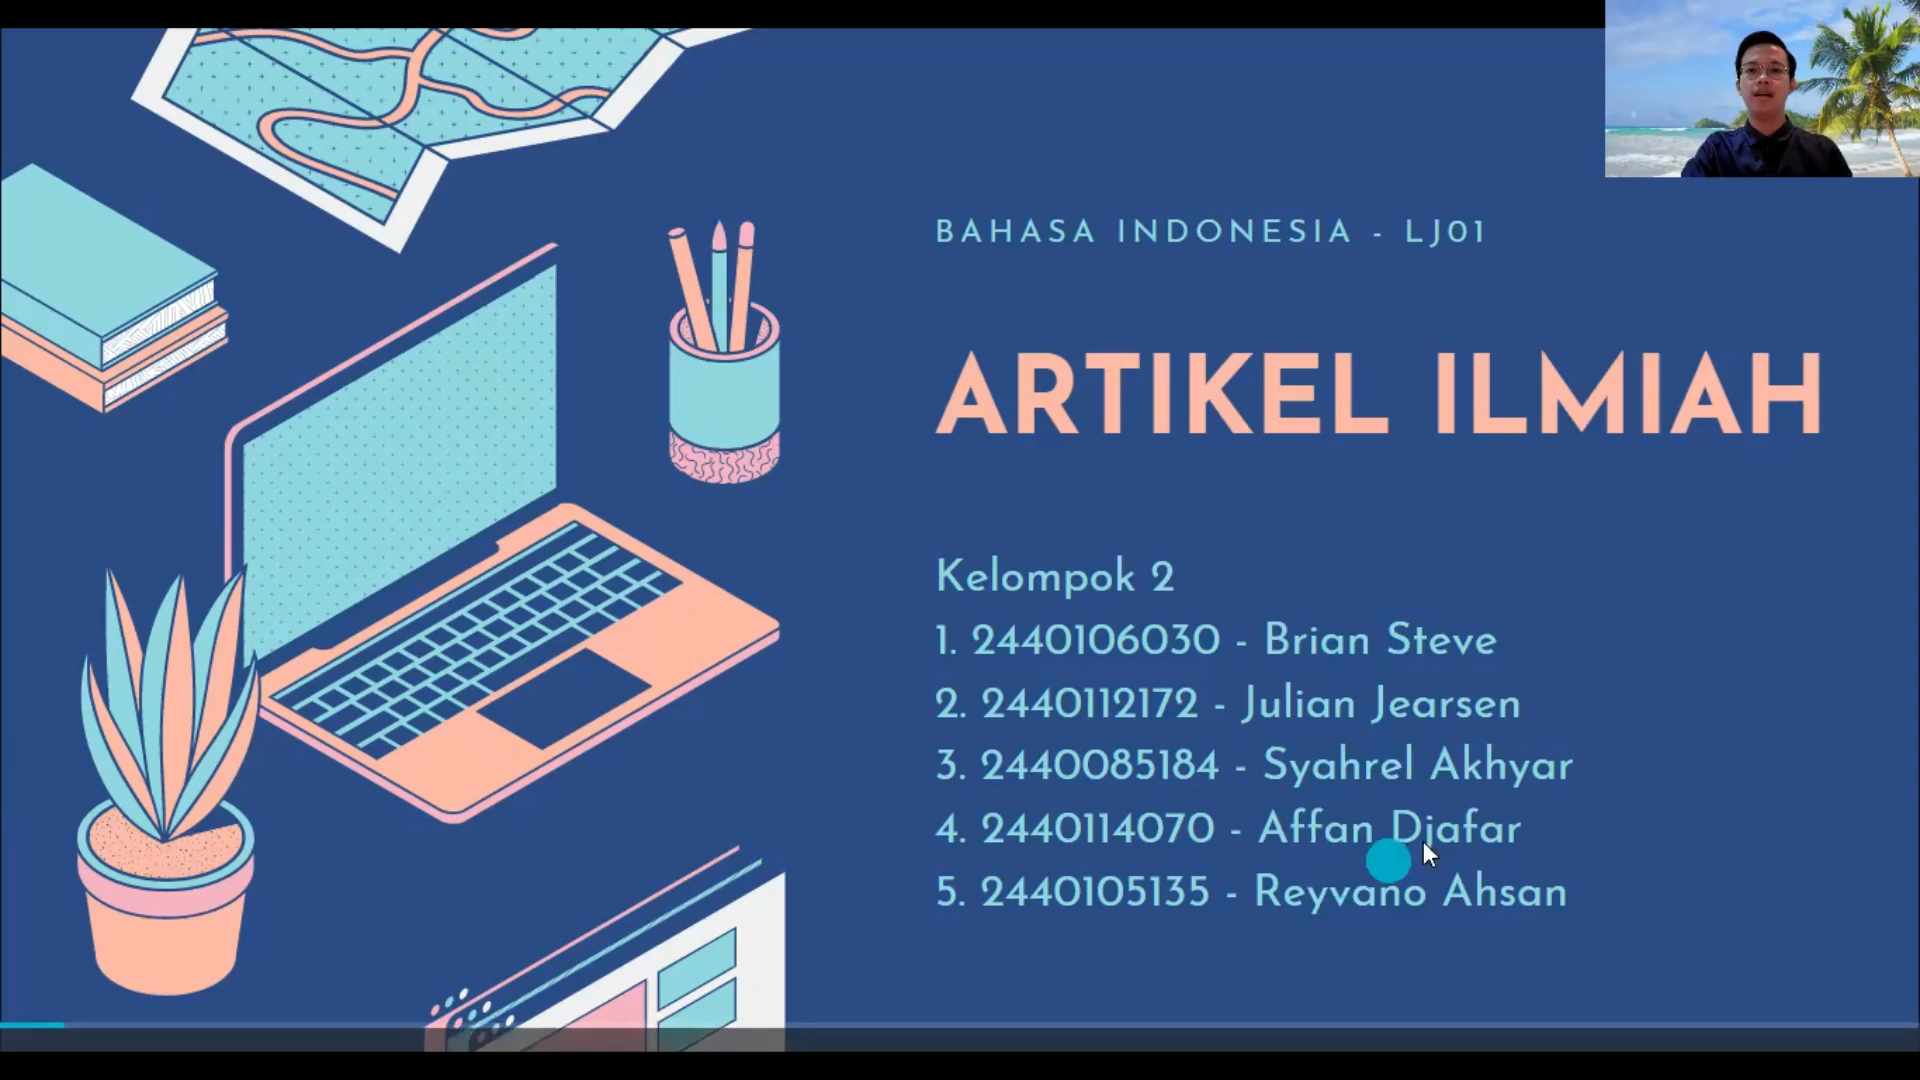 BAHASA INDONESIA - LJ01
ARTIKEL ILMIAH
Kelompok 2
1. 2440106030 - Brian Steve
2. 2440112172 - Julian Jearsen
3. 2440085184 - Syahrel Akhyar
4. 2440114070 - Affan Djafar
5. 2440105135 - Reyvano Ahsan